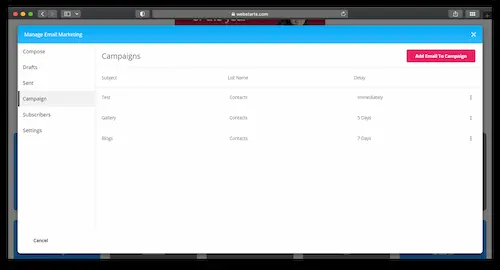 webstarts.com
Manage Email Marketing
Compose
Drafts
Sent
Campaign
Subscribers
Settings
Campaigns
Add Email To Campaign
Subject List Name Delay
Test Contacts Immediately
Gallery Contacts 5 Days
Blogs Contacts 7 Days
Cancel